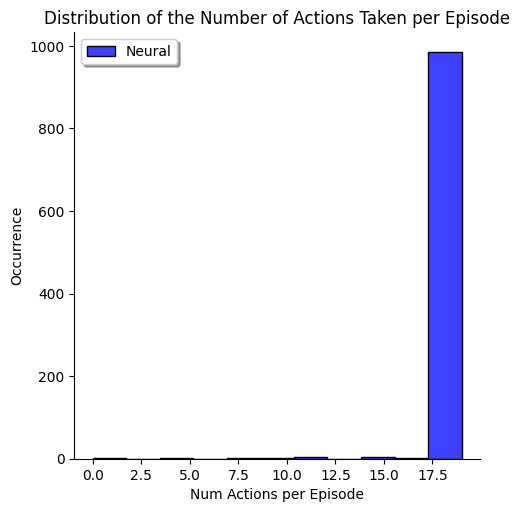 Distribution of the Number of Actions Taken per Episode
Neural
1000
800
600
400
200
0
Occurrence
0.0 2.5 5.0 7.5 10.0 12.5 15.0 17.5
Num Actions per Episode